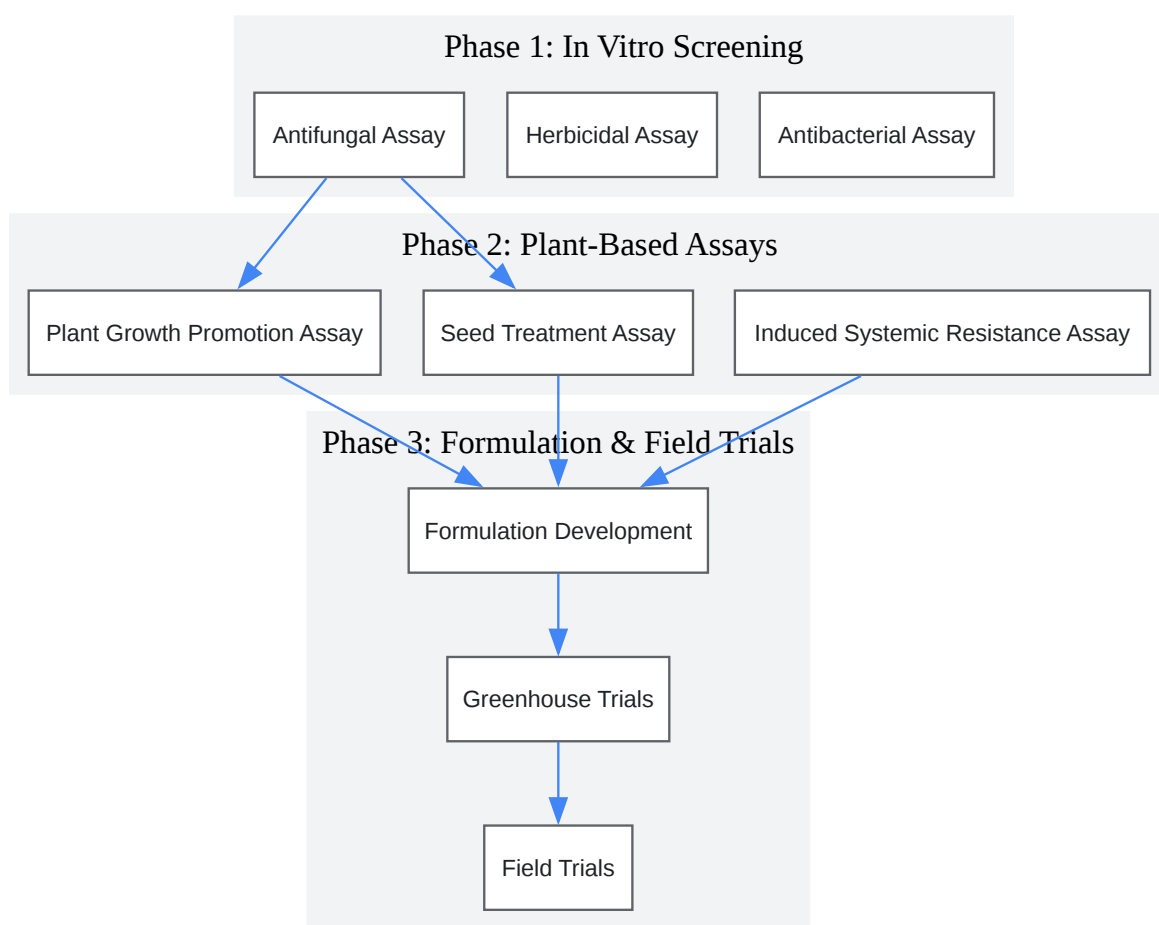 Phase 1: In Vitro Screening
Antifungal Assay
Herbicidal Assay
Antibacterial Assay
Phase 2: Plant-Based Assays
Plant Growth Promotion Assay
Seed Treatment Assay
Induced Systemic Resistance Assay
Phase 3: Formulation & Field Trials
Formulation Development
Greenhouse Trials
Field Trials